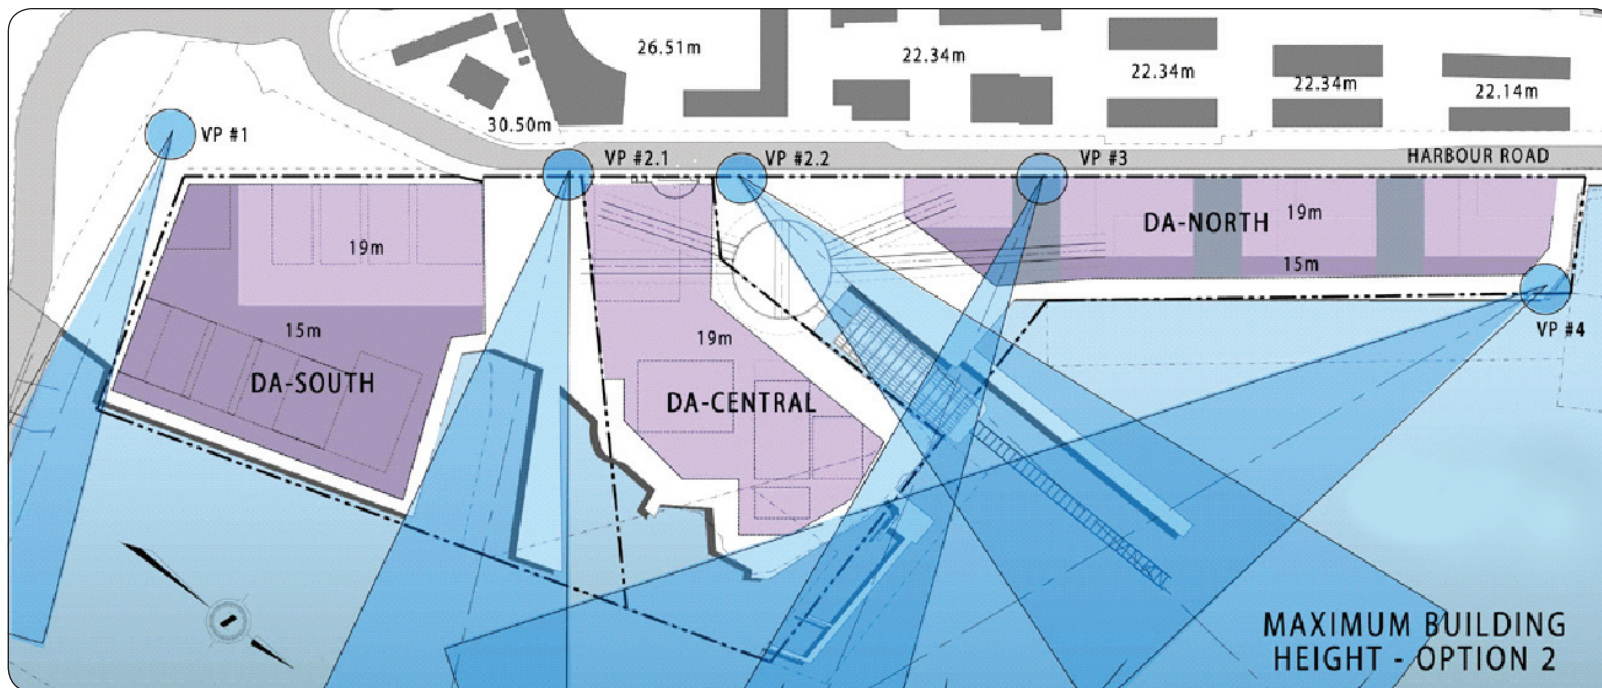 26.51m
22.34m
22.34m
22.34m
22.14m
30.50m
VP #1
VP #2.1
VP #2.2
VP #3
HARBOUR ROAD
19m
DA-NORTH
19m
15m
15m
19m
VP #4
DA-SOUTH
DA-CENTRAL
MAXIMUM BUILDING
HEIGHT - OPTION 2